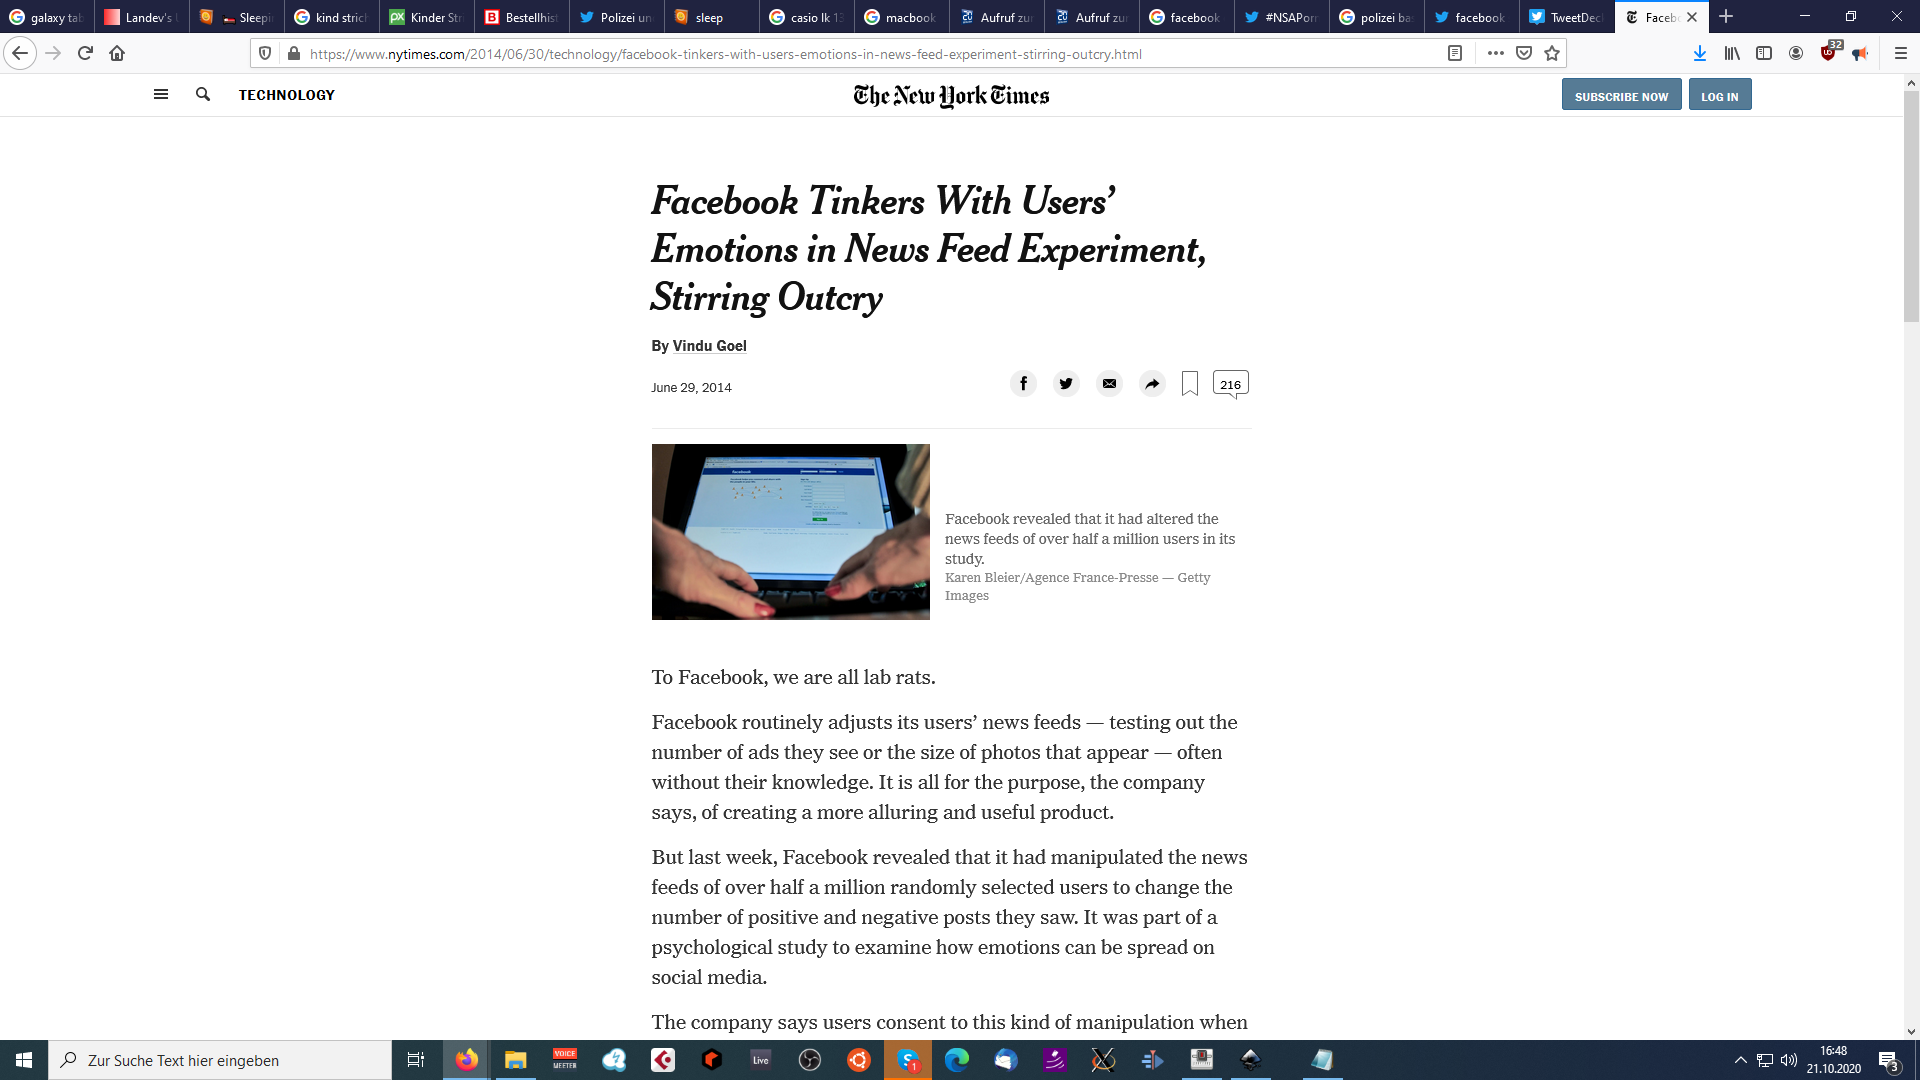 galaxy tab
Landev's
Sleepi
kind strich
Kinder Str
Bestellhist
Polizei un
sleep
casio lk 13
macbook
Aufruf zur
Aufruf zur
facebook
#NSAPor
polizei ba
facebook
TweetDec
Faceb
https://www.nytimes.com/2014/06/30/technology/facebook-tinkers-with-users-emotions-in-news-feed-experiment-stirring-outcry.html
32
TECHNOLOGY
The New York Times
SUBSCRIBE NOW
LOG IN
Facebook Tinkers With Users’
Emotions in News Feed Experiment,
Stirring Outcry
By Vindu Goel
June 29, 2014
216
Facebook revealed that it had altered the
news feeds of over half a million users in its
study.
Karen Bleier/Agence France-Presse — Getty
Images
To Facebook, we are all lab rats.
Facebook routinely adjusts its users’ news feeds — testing out the
number of ads they see or the size of photos that appear — often
without their knowledge. It is all for the purpose, the company
says, of creating a more alluring and useful product.
But last week, Facebook revealed that it had manipulated the news
feeds of over half a million randomly selected users to change the
number of positive and negative posts they saw. It was part of a
psychological study to examine how emotions can be spread on
social media.
The company says users consent to this kind of manipulation when
Zur Suche Text hier eingeben
VOICE
MEETER
Live
1
16:48
21.10.2020
3